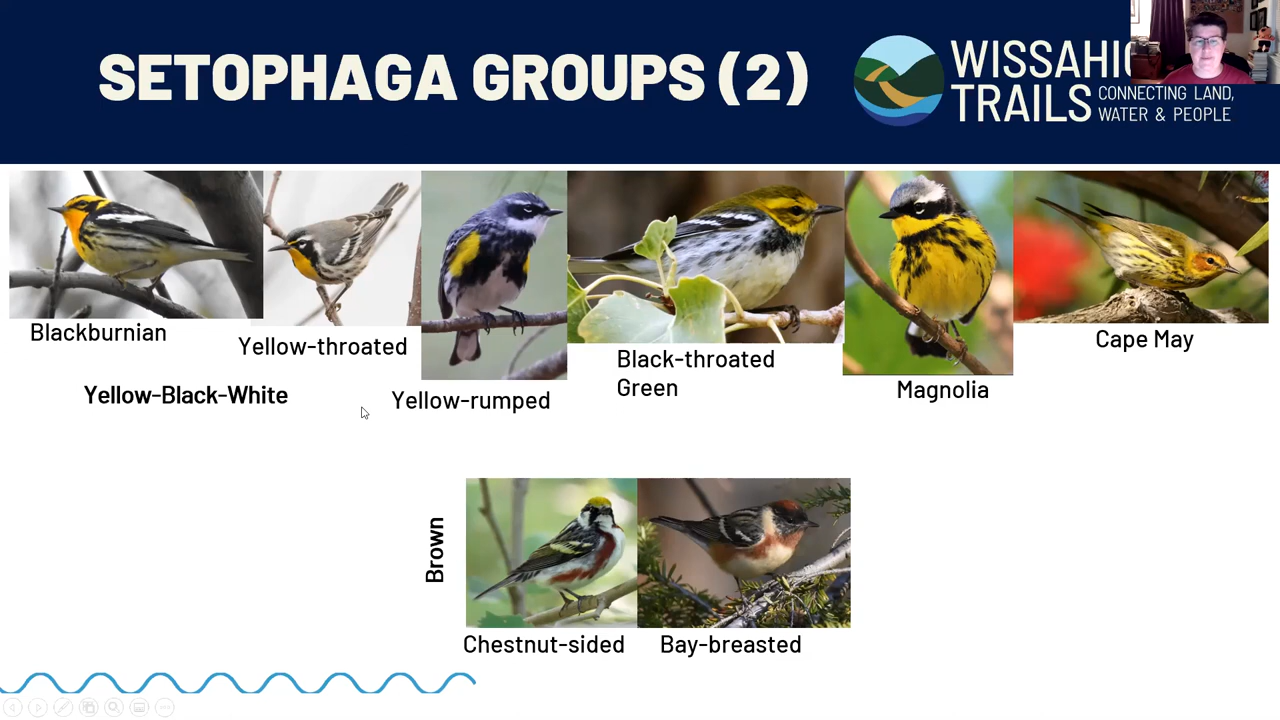 SETOPHAGA GROUPS (2)
WISSAHIC
TRAILS
CONNECTING LAND,
WATER & PEOPLE
Blackburnian
Yellow-throated
Yellow-rumped
Black-throated
Green
Magnolia
Cape May
Yellow-Black-White
Brown
Chestnut-sided
Bay-breasted